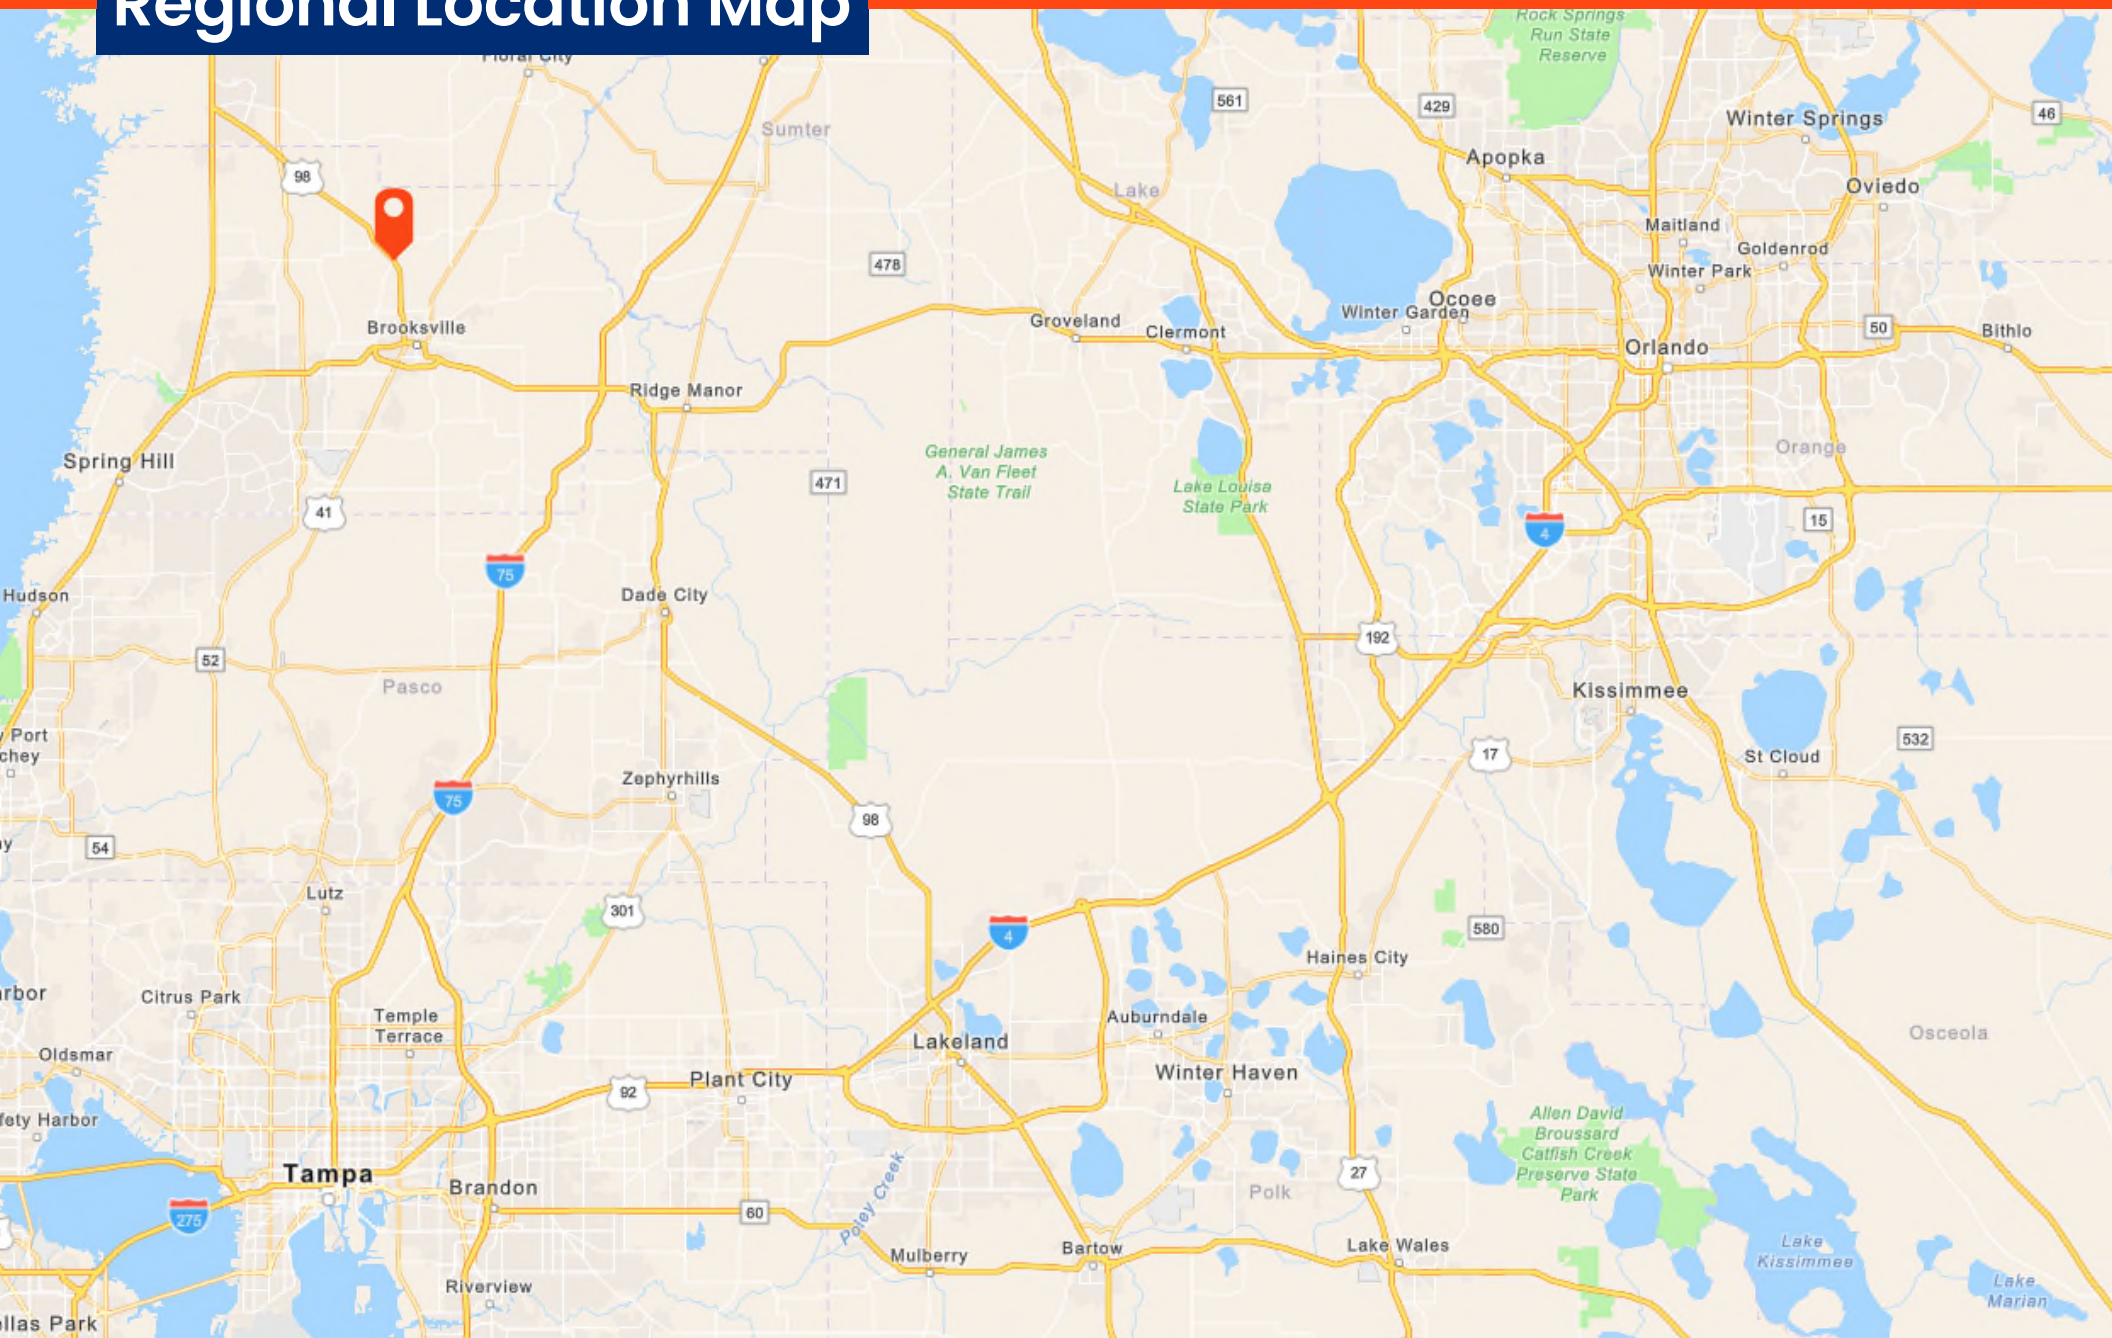 Regional Location Map
Floral City
Rock Springs
Run State
Reserve
561
429
46
Winter Springs
Sumter
Apopka
98
Lake
Oviedo
Maitland
Goldenrod
478
Winter Park
Ocoee
Winter Garden
Groveland
Clermont
Brooksville
50
Bithlo
Orlando
Ridge Manor
General James
A. Van Fleet
State Trail
Orange
Spring Hill
471
Lake Louisa
State Park
41
15
4
75
Hudson
Dade City
192
52
Pasco
Kissimmee
Port
chey
532
17
St Cloud
Zephyrhills
75
98
54
Lutz
301
4
580
Haines City
rbor
Citrus Park
Temple
Terrace
Auburndale
Osceola
Lakeland
Oldsmar
Winter Haven
Plant City
92
fety Harbor
Allen David
Broussard
Catfish Creek
Preserve State
Park
Tampa
Brandon
Poley Creek
Polk
27
275
60
Mulberry
Bartow
Lake Wales
Lake
Kissimmee
Riverview
Lake
Marian
llas Park